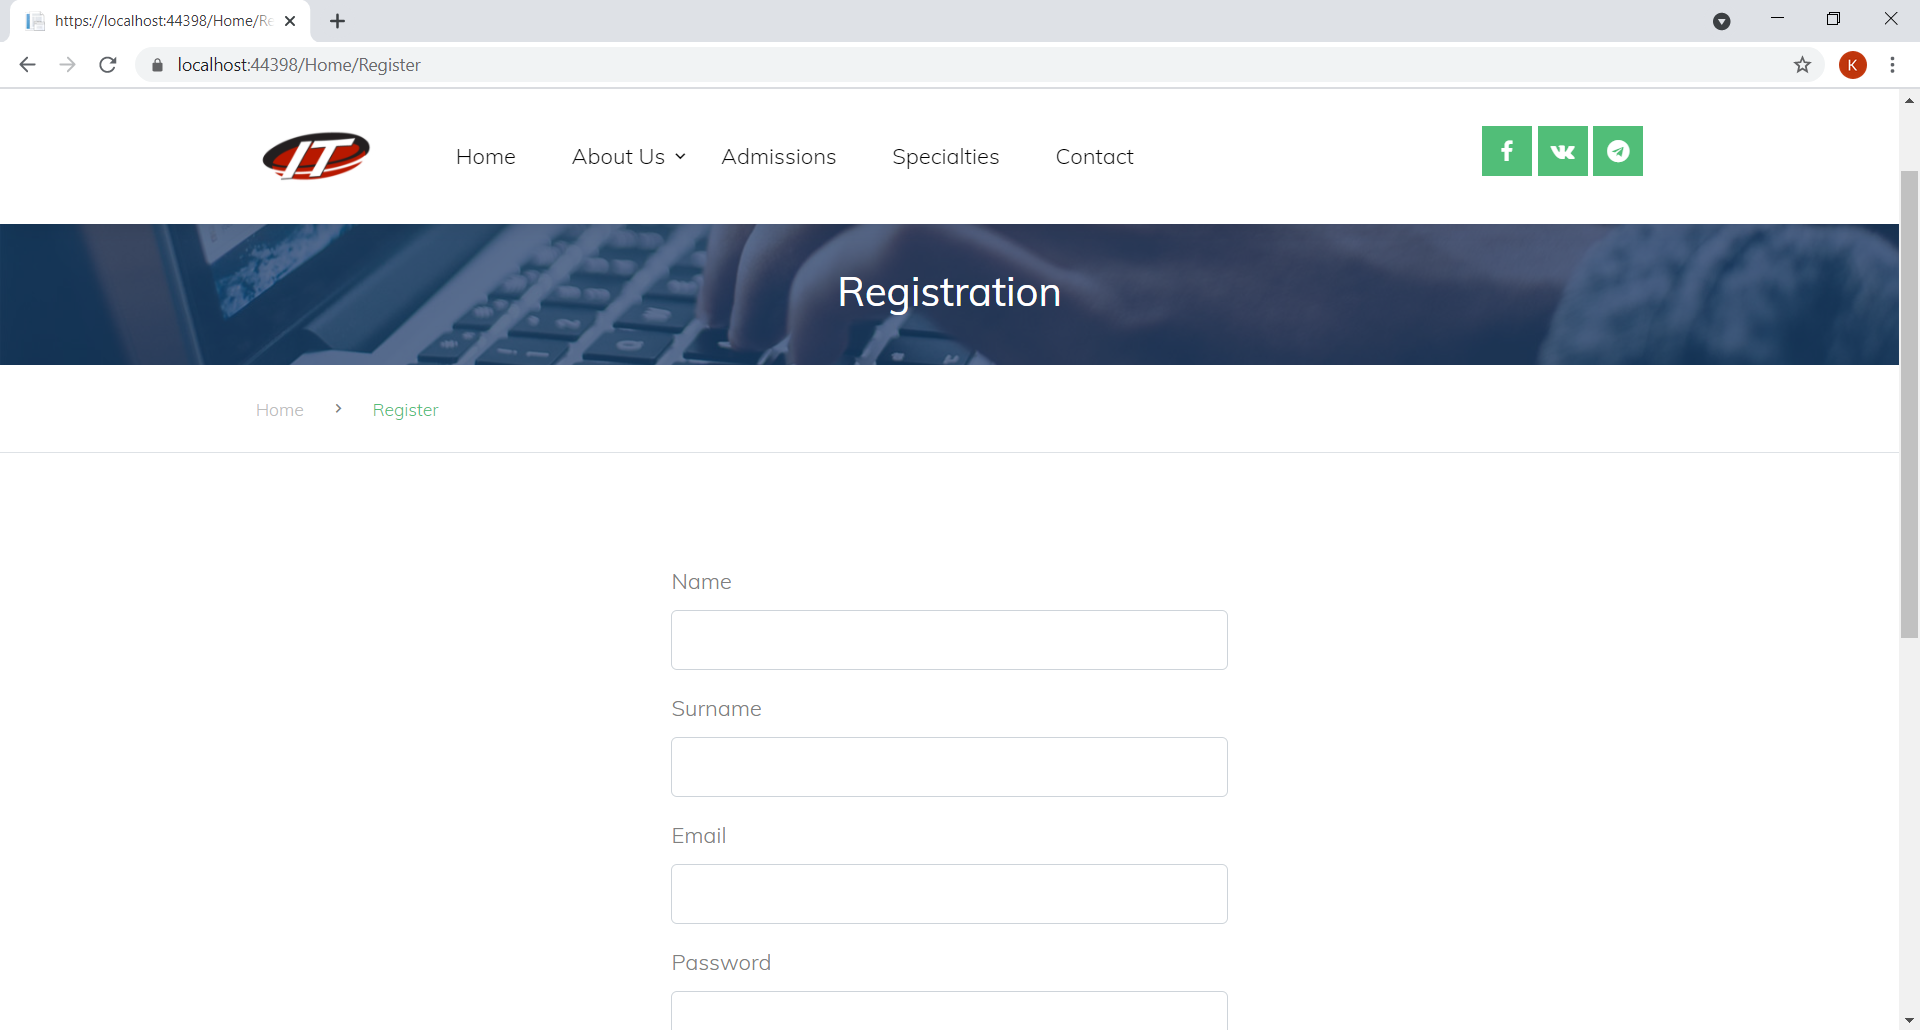 https://localhost:44398/Home/Re
localhost:44398/Home/Register
K
IT
Home
About Us
Admissions
Specialties
Contact
Registration
Home
Register
Name
Surname
Email
Password